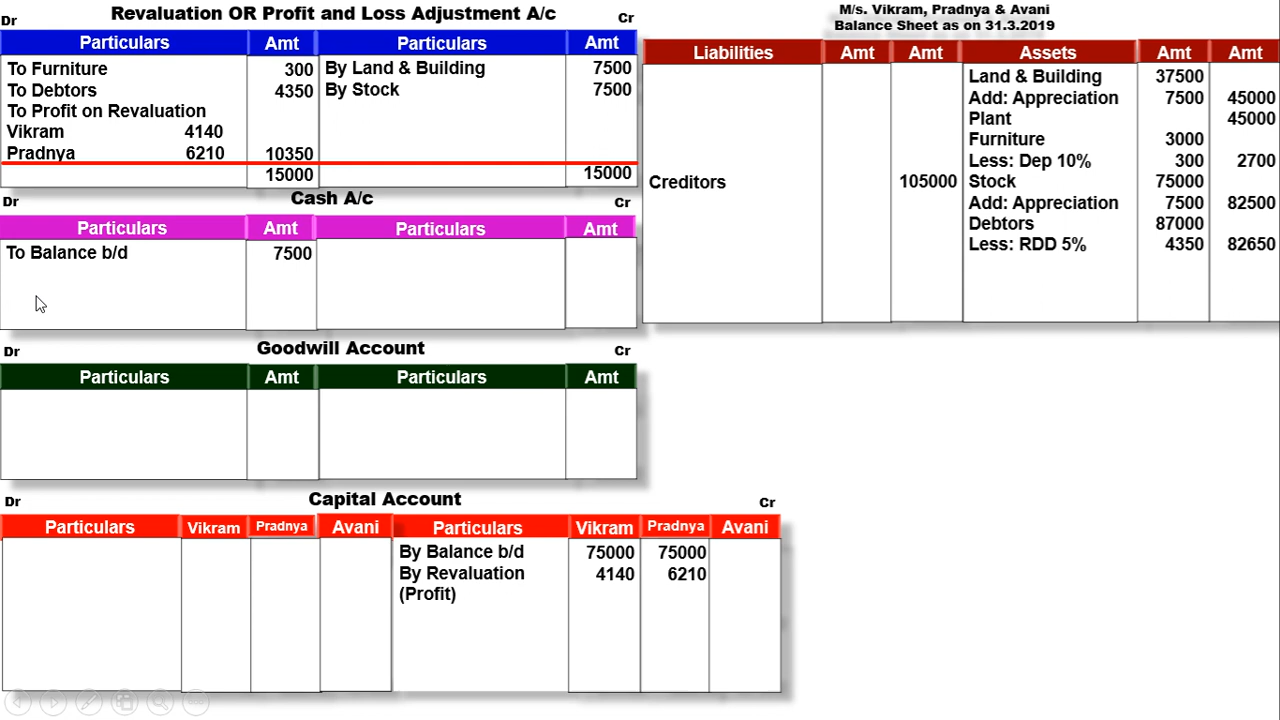 Revaluation OR Profit and Loss Adjustment A/c
Dr Cr
Particulars Amt Particulars Amt
To Furniture 300 By Land & Building 7500
To Debtors 4350 By Stock 7500
To Profit on Revaluation
Vikram 4140
Pradnya 6210 10350
15000 15000
Cash A/c
Dr Cr
Particulars Amt Particulars Amt
To Balance b/d 7500
Goodwill Account
Dr Cr
Particulars Amt Particulars Amt
Capital Account
Dr Cr
Particulars Vikram Pradnya Avani Particulars Vikram Pradnya Avani
By Balance b/d 75000 75000
By Revaluation 4140 6210
(Profit)
M/s. Vikram, Pradnya & Avani
Balance Sheet as on 31.3.2019
Liabilities Amt Amt Assets Amt Amt
Land & Building 37500
Add: Appreciation 7500 45000
Plant 45000
Furniture 3000
Less: Dep 10% 300 2700
Creditors 105000 Stock 75000
Add: Appreciation 7500 82500
Debtors 87000
Less: RDD 5% 4350 82650